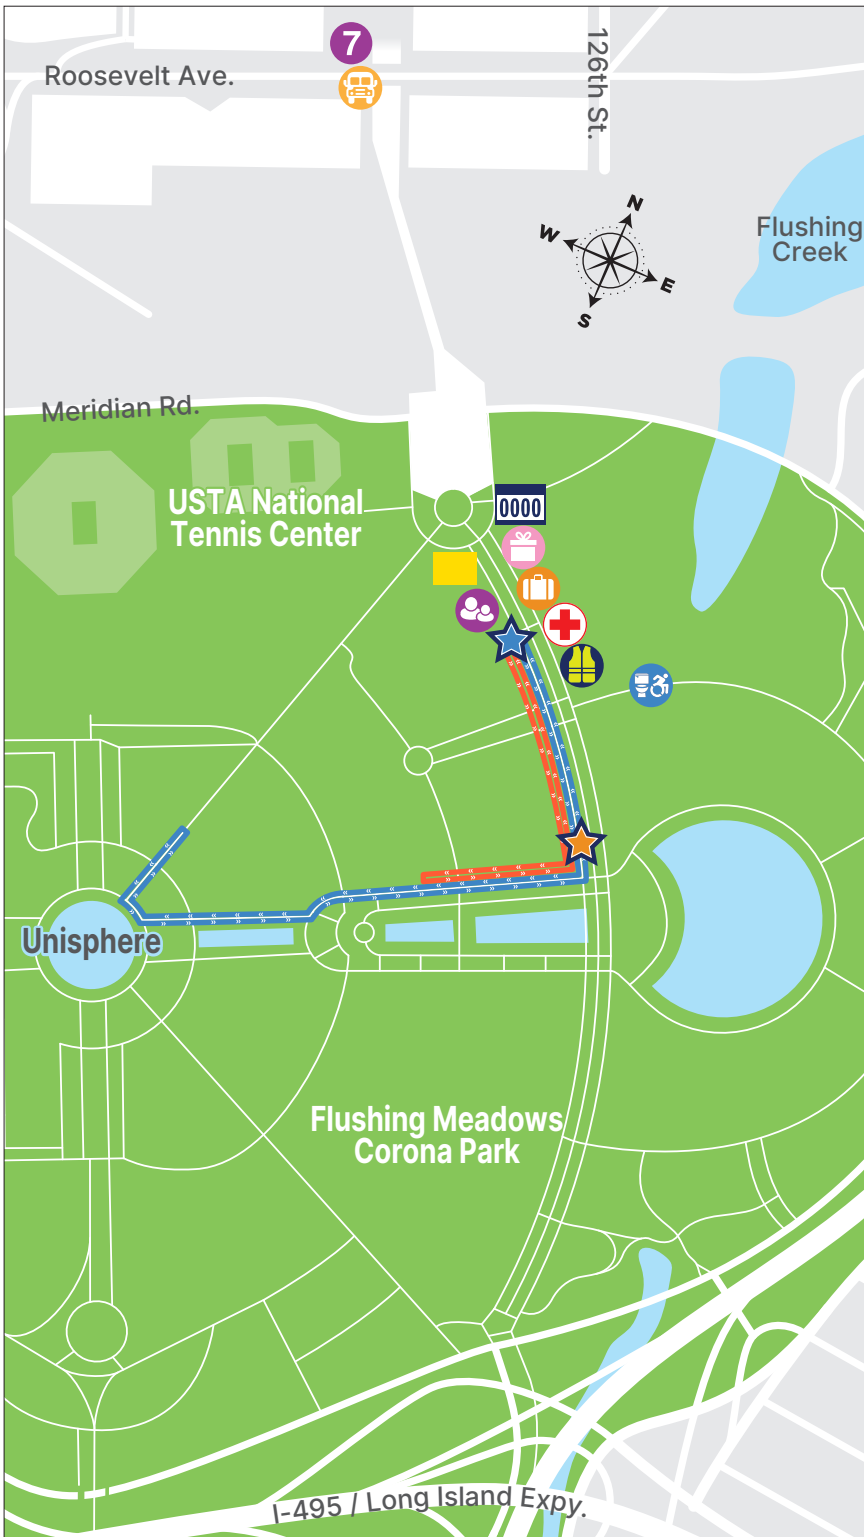 7
Roosevelt Ave.
126th St.
N
W
E
S
Flushing
Creek
Meridian Rd.
USTA National
Tennis Center
0000
Unisphere
Flushing Meadows
Corona Park
I-495 / Long Island Expy.